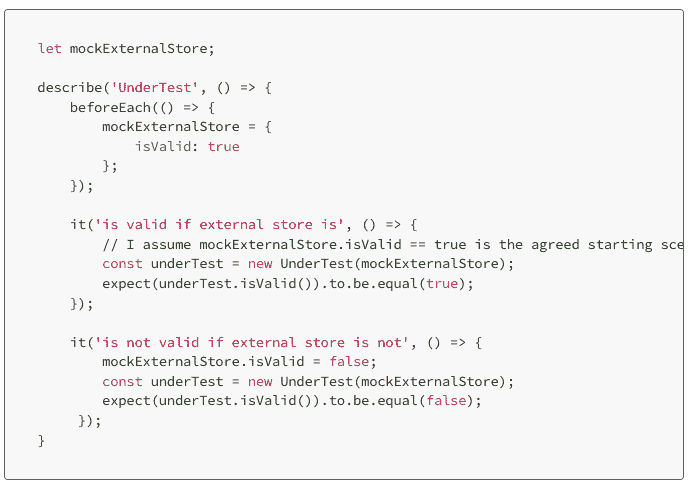 let mockExternalStore;
describe('UnderTest', () => {
    beforeEach(() => {
        mockExternalStore = {
            isValid: true
        };
    });
    it('is valid if external store is', () => {
        // I assume mockExternalStore.isValid == true is the agreed starting sce
        const underTest = new UnderTest(mockExternalStore);
        expect(underTest.isValid()).to.be.equal(true);
    });
    it('is not valid if external store is not', () => {
        mockExternalStore.isValid = false;
        const underTest = new UnderTest(mockExternalStore);
        expect(underTest.isValid()).to.be.equal(false);
     });
}